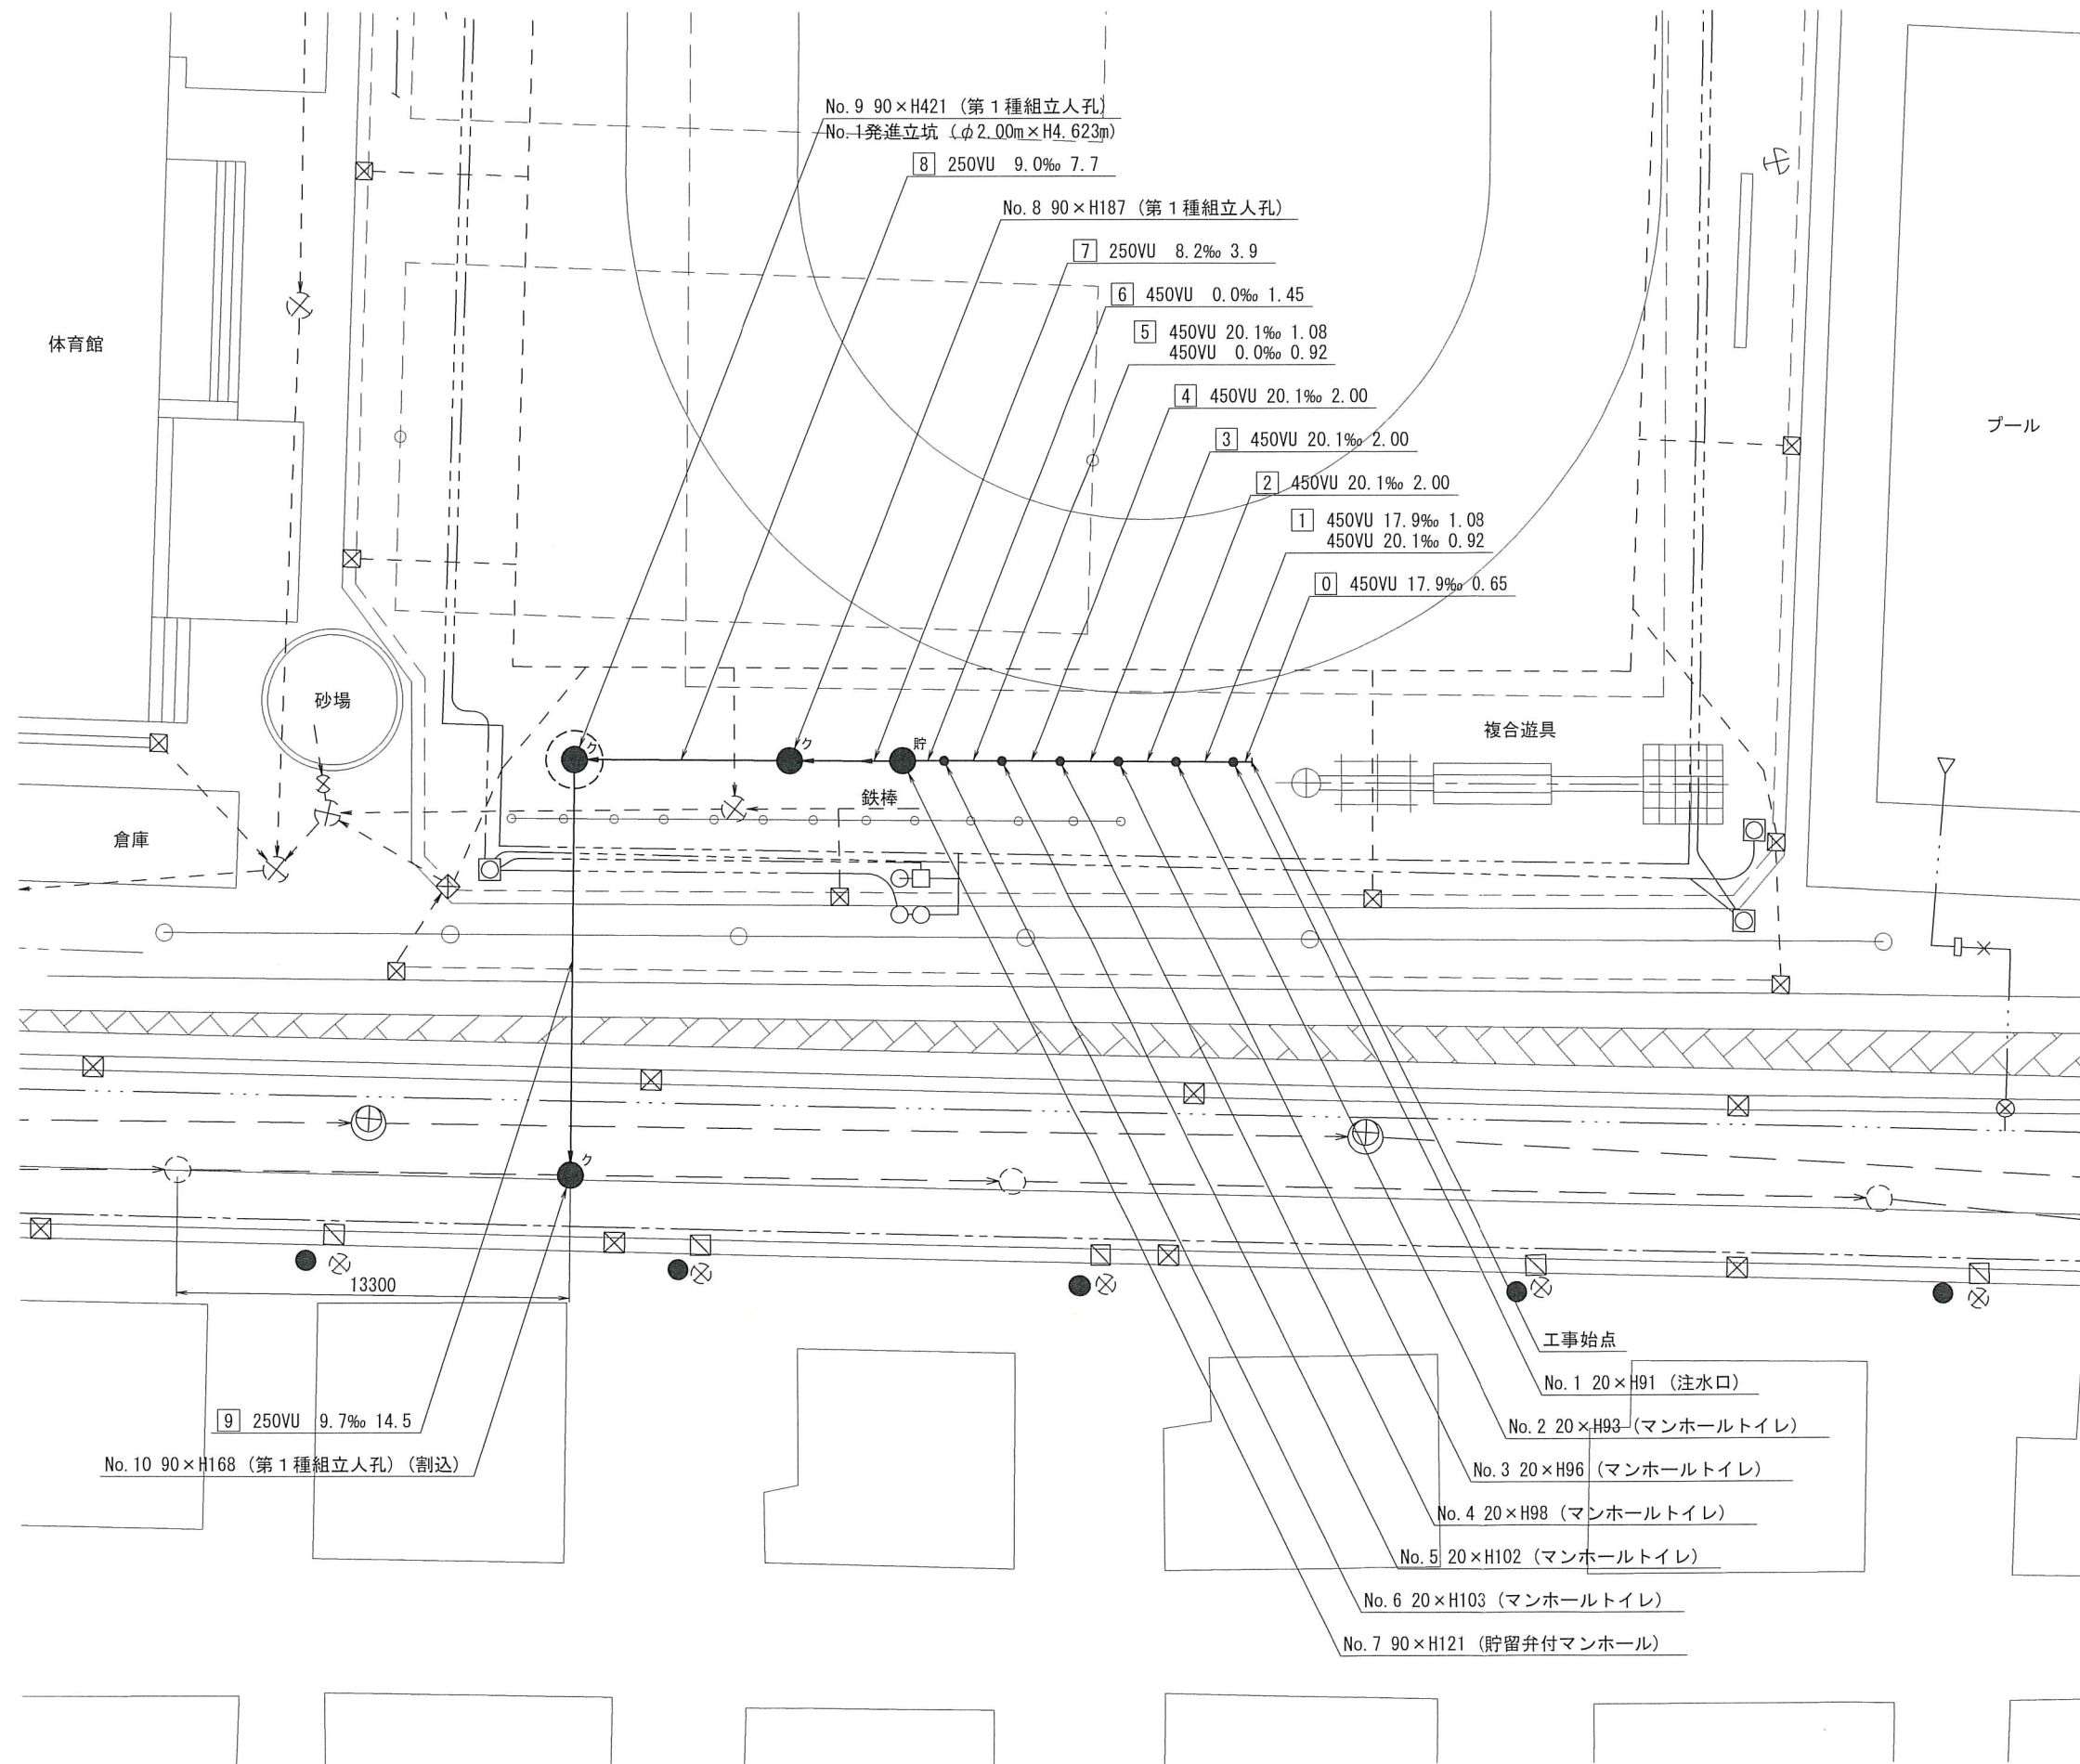 No.9 90×H421（第１種組立人孔）
No.1発進立坑（φ2.00m×H4.623m）
8 250VU 9.0‰ 7.7
No.8 90×H187（第１種組立人孔）
7 250VU 8.2‰ 3.9
6 450VU 0.0‰ 1.45
5 450VU 20.1‰ 1.08
450VU 0.0‰ 0.92
4 450VU 20.1‰ 2.00
3 450VU 20.1‰ 2.00
2 450VU 20.1‰ 2.00
1 450VU 17.9‰ 1.08
450VU 20.1‰ 0.92
0 450VU 17.9‰ 0.65
体育館
プール
砂場
複合遊具
ク
ク
貯
鉄棒
倉庫
ク
13300
工事始点
No.1 20×H91（注水口）
9 250VU 9.7‰ 14.5
No.2 20×H93（マンホールトイレ）
No.10 90×H168（第１種組立人孔）（割込）
No.3 20×H96（マンホールトイレ）
No.4 20×H98（マンホールトイレ）
No.5 20×H102（マンホールトイレ）
No.6 20×H103（マンホールトイレ）
No.7 90×H121（貯留弁付マンホール）